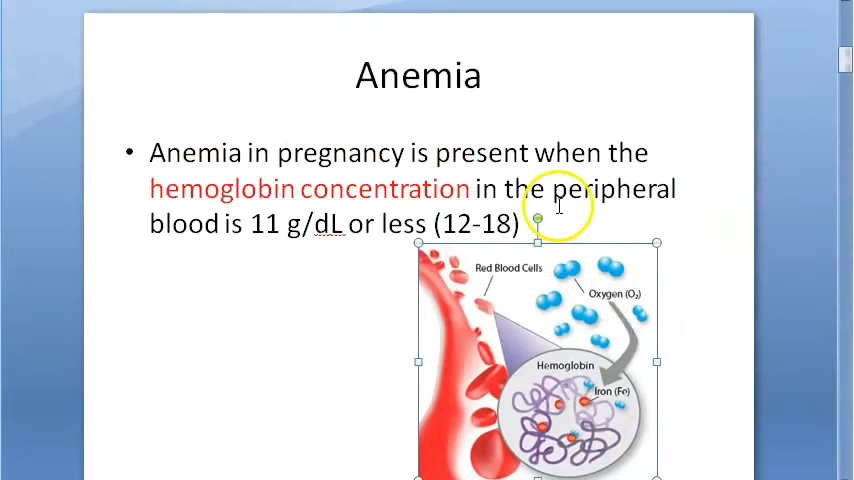 Anemia
• Anemia in pregnancy is present when the
hemoglobin concentration in the peripheral
blood is 11 g/dL or less (12-18)
Red Blood Cells
Oxygen (O₂)
Hemoglobin
Iron (Fe)